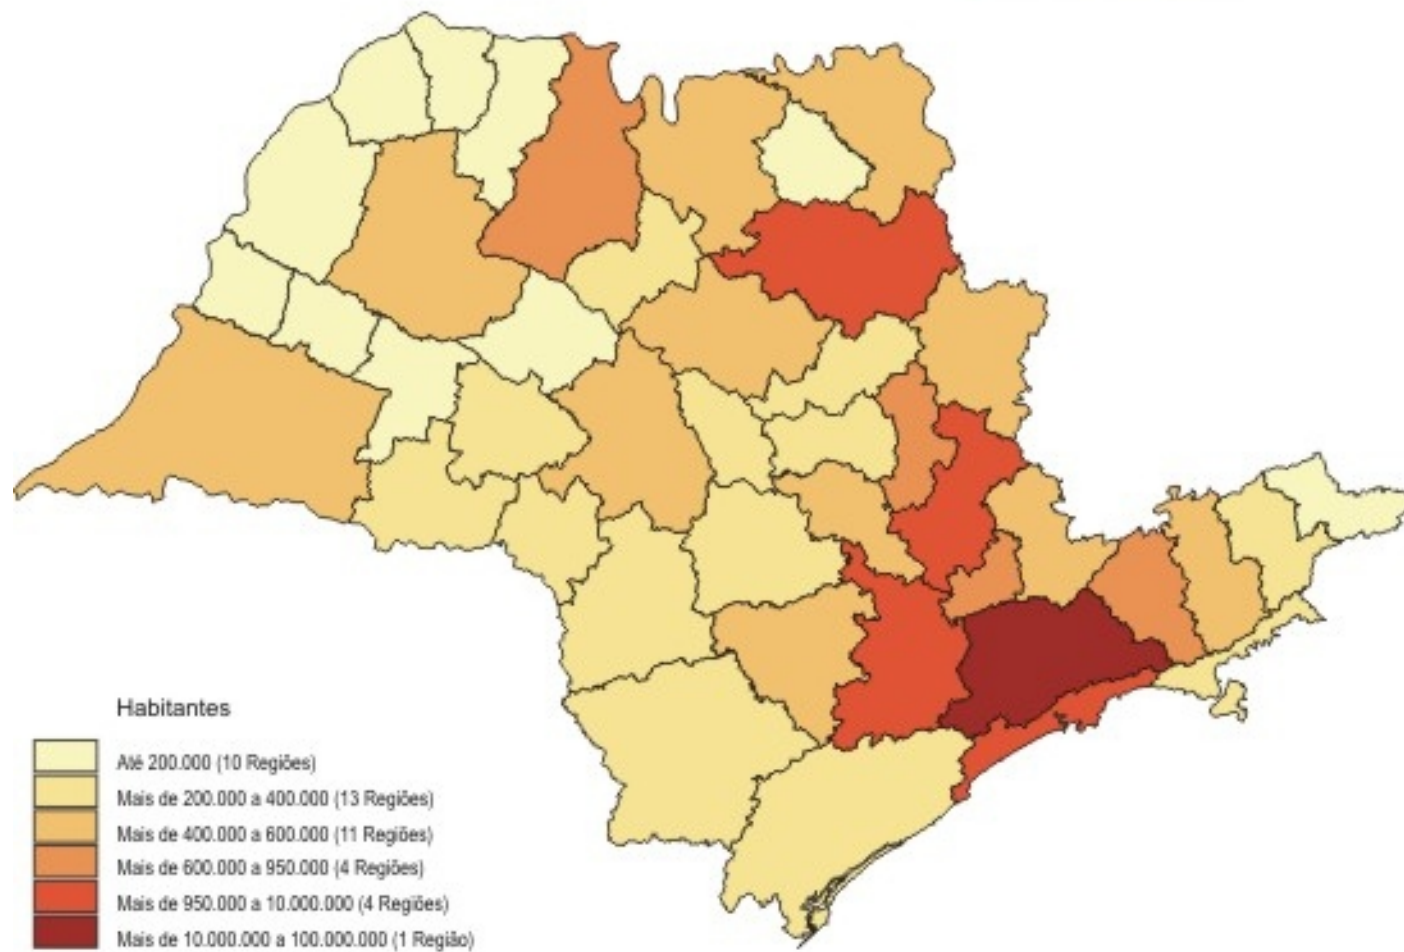 Habitantes
Até 200.000 (10 Regiões)
Mais de 200.000 a 400.000 (13 Regiões)
Mais de 400.000 a 600.000 (11 Regiões)
Mais de 600.000 a 950.000 (4 Regiões)
Mais de 950.000 a 10.000.000 (4 Regiões)
Mais de 10.000.000 a 100.000.000 (1 Região)